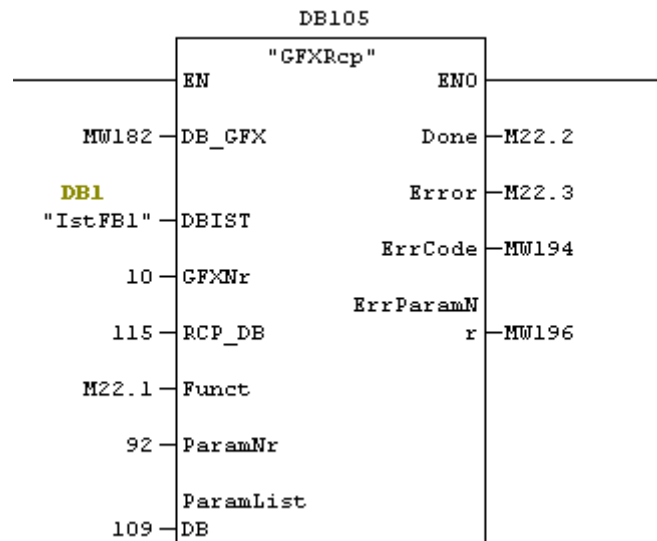 DB105
"GFXRcp"
EN ENO
MW182 DB_GFX Done M22.2
DB1 Error M22.3
"IstFB1" DBIST
ErrCode MW194
10 GFXNr
ErrParamN
115 RCP_DB r MW196
M22.1 Funct
92 ParamNr
ParamList
109 DB